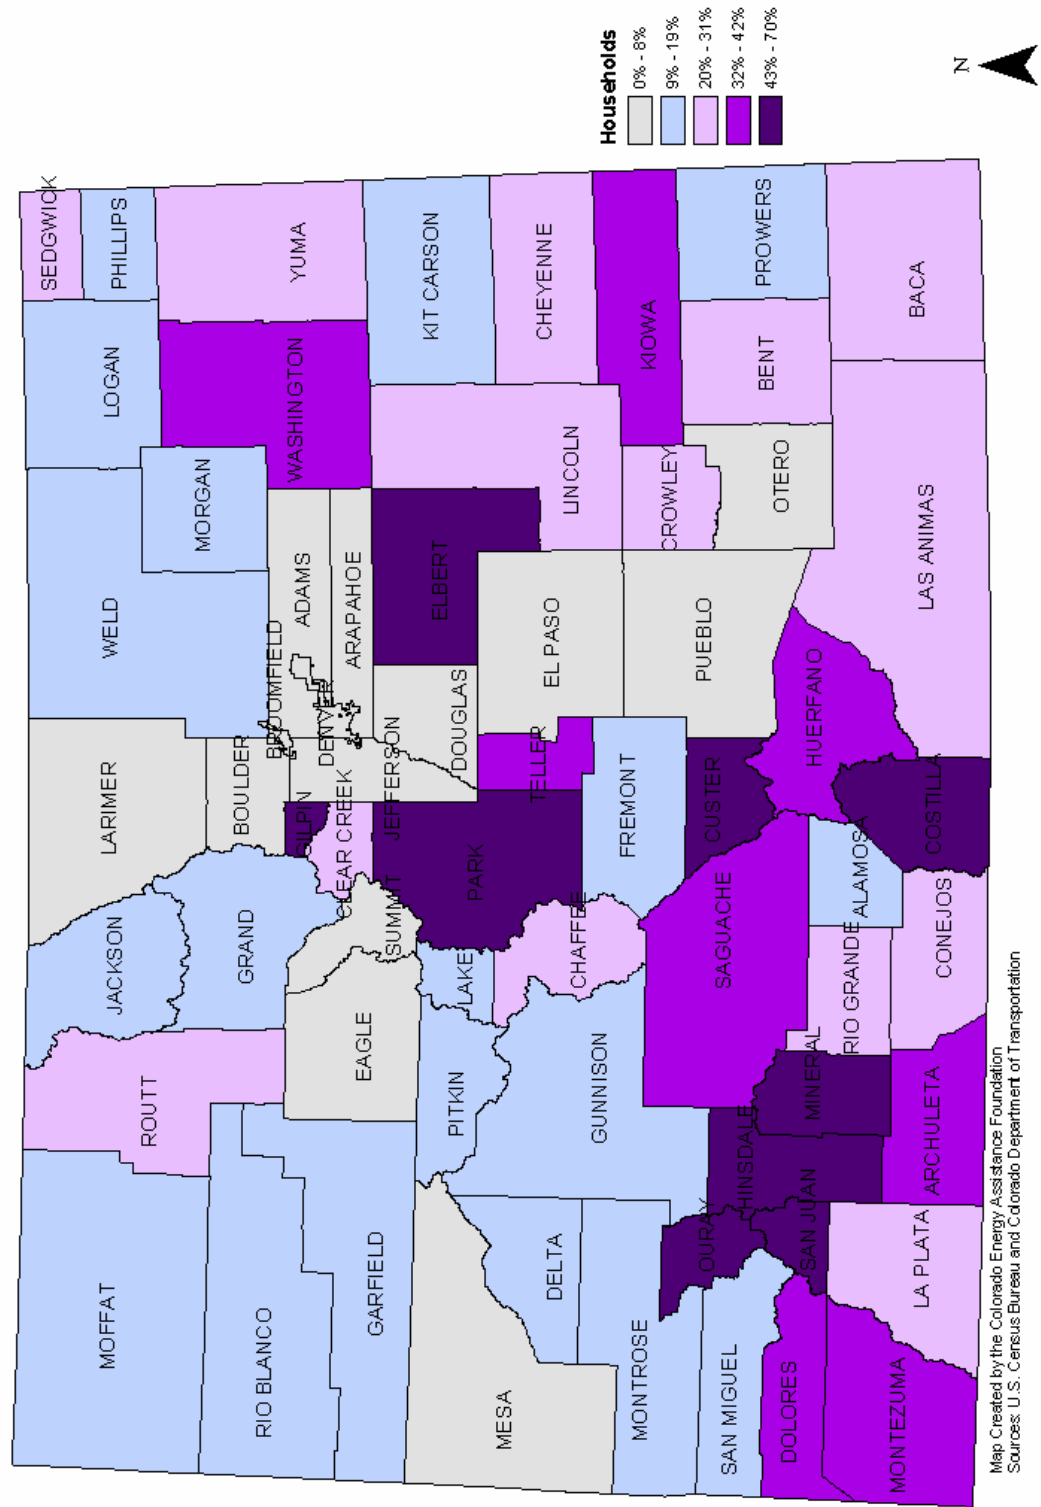 MOFFAT
ROUTT
JACKSON
LARIMER
WELD
LOGAN
SEDGWICK
PHILLIPS
MORGAN
RIO BLANCO
GRAND
BOULDER
BROOMFIELD
ADAMS
WASHINGTON
YUMA
GARFIELD
EAGLE
SUMMIT
GILPIN
CLEAR CREEK
JEFFERSON
DENVER
ARAPAHOE
MESA
PITKIN
LAKE
PARK
DOUGLAS
ELBERT
LINCOLN
KIT CARSON
DELTA
GUNNISON
CHAFFEE
TELLER
EL PASO
CHEYENNE
MONTROSE
OURAY
SAGUACHE
FREMONT
CUSTER
PUEBLO
CROWLEY
KIOWA
SAN MIGUEL
DOLORES
SAN JUAN
HINSDALE
MINERAL
RIO GRANDE
ALAMOSA
HUERFANO
OTERO
BENT
PROWERS
MONTEZUMA
LA PLATA
ARCHULETA
CONEJOS
COSTILLA
LAS ANIMAS
BACA
Households
0% - 8%
9% - 19%
20% - 31%
32% - 42%
43% - 70%
N
Map Created by the Colorado Energy Assistance Foundation
Sources: U.S. Census Bureau and Colorado Department of Transportation